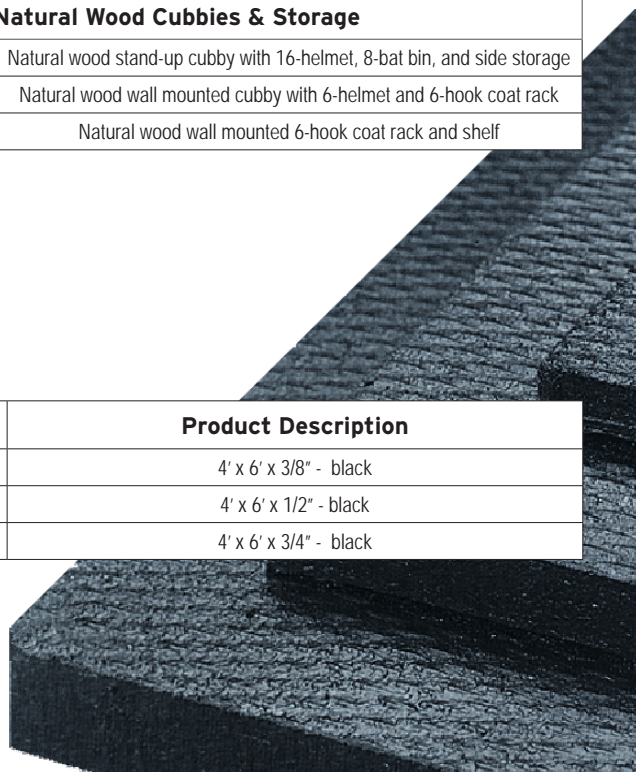 Natural Wood Cubbies & Storage
Natural wood stand-up cubby with 16-helmet, 8-bat bin, and side storage
Natural wood wall mounted cubby with 6-helmet and 6-hook coat rack
Natural wood wall mounted 6-hook coat rack and shelf
Product Description
4' x 6' x 3/8" - black
4' x 6' x 1/2" - black
4' x 6' x 3/4" - black